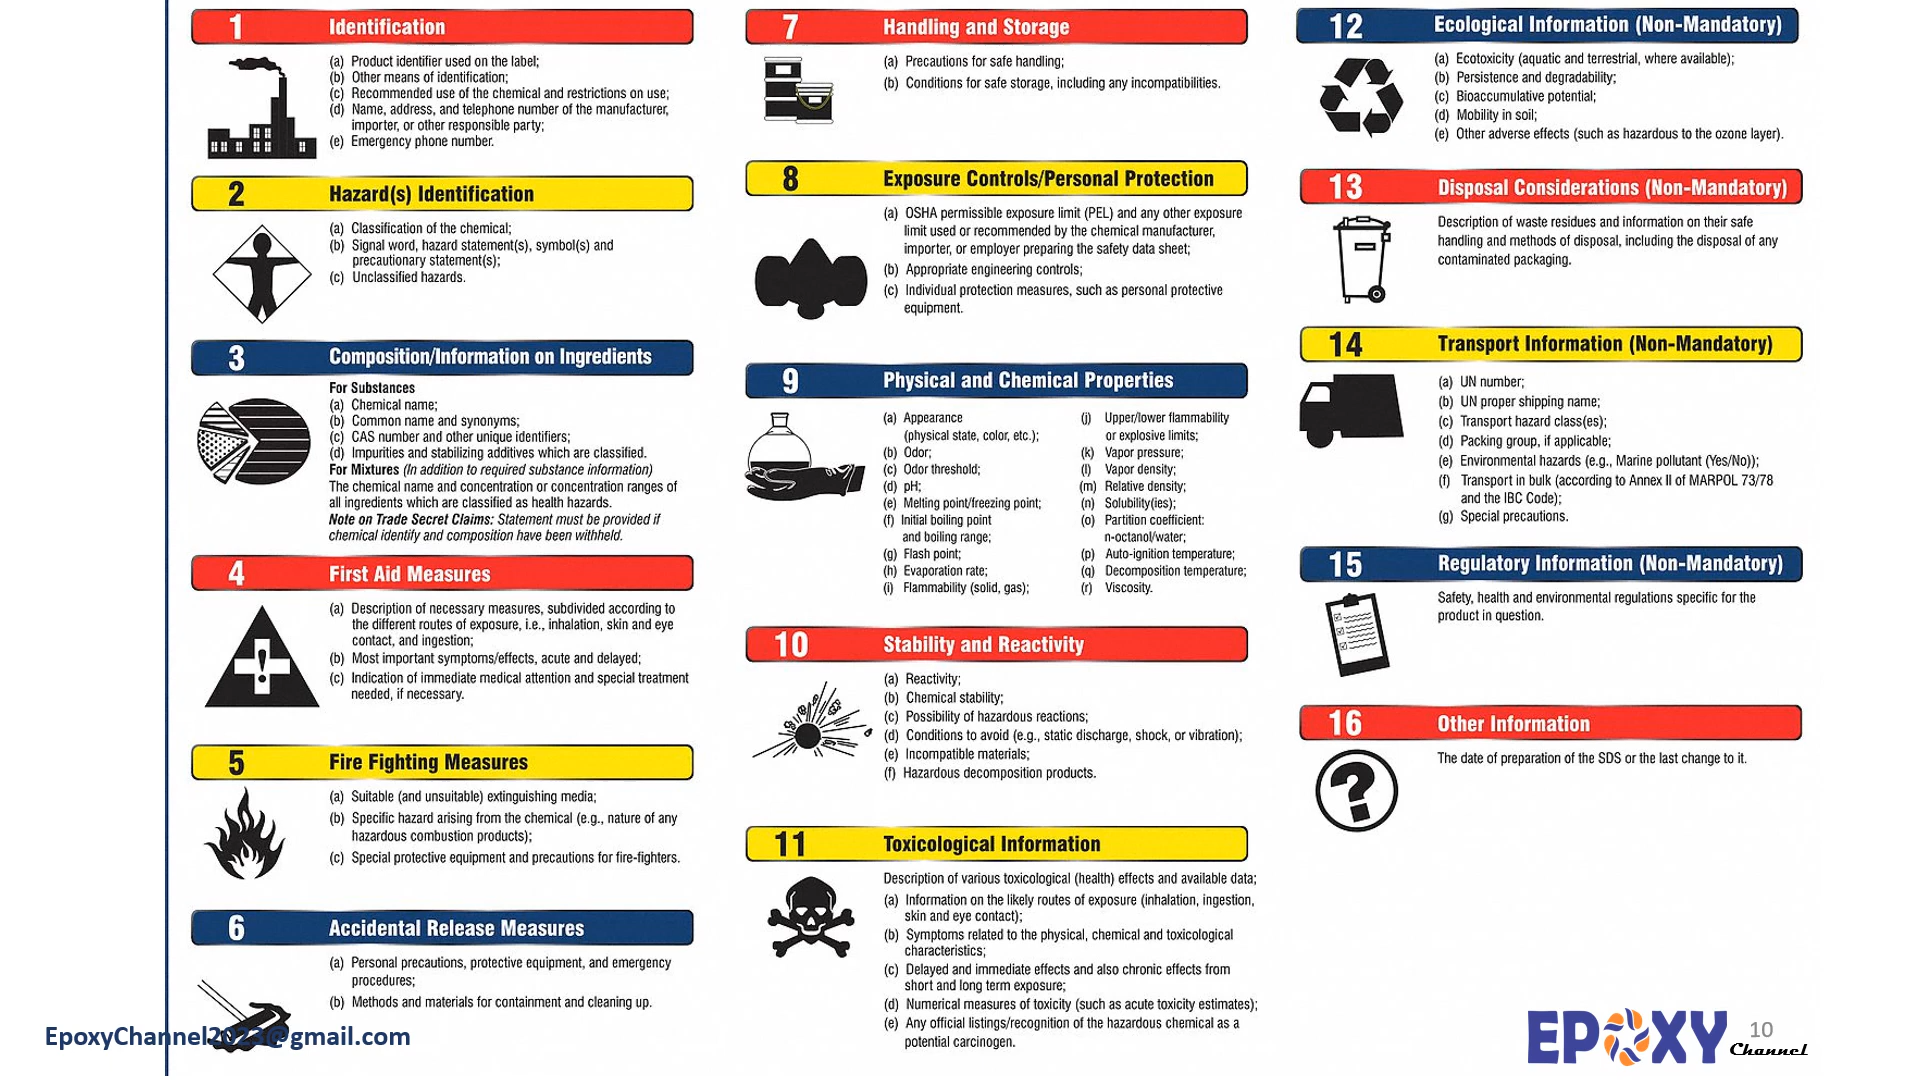 1 Identification
(a) Product identifier used on the label;
(b) Other means of identification;
(c) Recommended use of the chemical and restrictions on use;
(d) Name, address, and telephone number of the manufacturer,
importer, or other responsible party;
(e) Emergency phone number.
2 Hazard(s) Identification
(a) Classification of the chemical;
(b) Signal word, hazard statement(s), symbol(s) and
precautionary statement(s);
(c) Unclassified hazards.
3 Composition/Information on Ingredients
For Substances
(a) Chemical name;
(b) Common name and synonyms;
(c) CAS number and other unique identifiers;
(d) Impurities and stabilizing additives which are classified.
For Mixtures (In addition to required substance information)
The chemical name and concentration or concentration ranges of
all ingredients which are classified as health hazards.
Note on Trade Secret Claims: Statement must be provided if
chemical identify and composition have been withheld.
4 First Aid Measures
(a) Description of necessary measures, subdivided according to
the different routes of exposure, i.e., inhalation, skin and eye
contact, and ingestion;
(b) Most important symptoms/effects, acute and delayed;
(c) Indication of immediate medical attention and special treatment
needed, if necessary.
5 Fire Fighting Measures
(a) Suitable (and unsuitable) extinguishing media;
(b) Specific hazard arising from the chemical (e.g., nature of any
hazardous combustion products);
(c) Special protective equipment and precautions for fire-fighters.
6 Accidental Release Measures
(a) Personal precautions, protective equipment, and emergency
procedures;
(b) Methods and materials for containment and cleaning up.
EpoxyChannel2023@gmail.com
7 Handling and Storage
(a) Precautions for safe handling;
(b) Conditions for safe storage, including any incompatibilities.
8 Exposure Controls/Personal Protection
(a) OSHA permissible exposure limit (PEL) and any other exposure
limit used or recommended by the chemical manufacturer,
importer, or employer preparing the safety data sheet;
(b) Appropriate engineering controls;
(c) Individual protection measures, such as personal protective
equipment.
9 Physical and Chemical Properties
(a) Appearance
(physical state, color, etc.);
(b) Odor;
(c) Odor threshold;
(d) pH;
(e) Melting point/freezing point;
(f) Initial boiling point
and boiling range;
(g) Flash point;
(h) Evaporation rate;
(i) Flammability (solid, gas);
(j) Upper/lower flammability
or explosive limits;
(k) Vapor pressure;
(l) Vapor density;
(m) Relative density;
(n) Solubility(ies);
(o) Partition coefficient:
n-octanol/water;
(p) Auto-ignition temperature;
(q) Decomposition temperature;
(r) Viscosity.
10 Stability and Reactivity
(a) Reactivity;
(b) Chemical stability;
(c) Possibility of hazardous reactions;
(d) Conditions to avoid (e.g., static discharge, shock, or vibration);
(e) Incompatible materials;
(f) Hazardous decomposition products.
11 Toxicological Information
Description of various toxicological (health) effects and available data;
(a) Information on the likely routes of exposure (inhalation, ingestion,
skin and eye contact);
(b) Symptoms related to the physical, chemical and toxicological
characteristics;
(c) Delayed and immediate effects and also chronic effects from
short and long term exposure;
(d) Numerical measures of toxicity (such as acute toxicity estimates);
(e) Any official listings/recognition of the hazardous chemical as a
potential carcinogen.
12 Ecological Information (Non-Mandatory)
(a) Ecotoxicity (aquatic and terrestrial, where available);
(b) Persistence and degradability;
(c) Bioaccumulative potential;
(d) Mobility in soil;
(e) Other adverse effects (such as hazardous to the ozone layer).
13 Disposal Considerations (Non-Mandatory)
Description of waste residues and information on their safe
handling and methods of disposal, including the disposal of any
contaminated packaging.
14 Transport Information (Non-Mandatory)
(a) UN number;
(b) UN proper shipping name;
(c) Transport hazard class(es);
(d) Packing group, if applicable;
(e) Environmental hazards (e.g., Marine pollutant (Yes/No));
(f) Transport in bulk (according to Annex II of MARPOL 73/78
and the IBC Code);
(g) Special precautions.
15 Regulatory Information (Non-Mandatory)
Safety, health and environmental regulations specific for the
product in question.
16 Other Information
The date of preparation of the SDS or the last change to it.
EPOXY
Channel
10